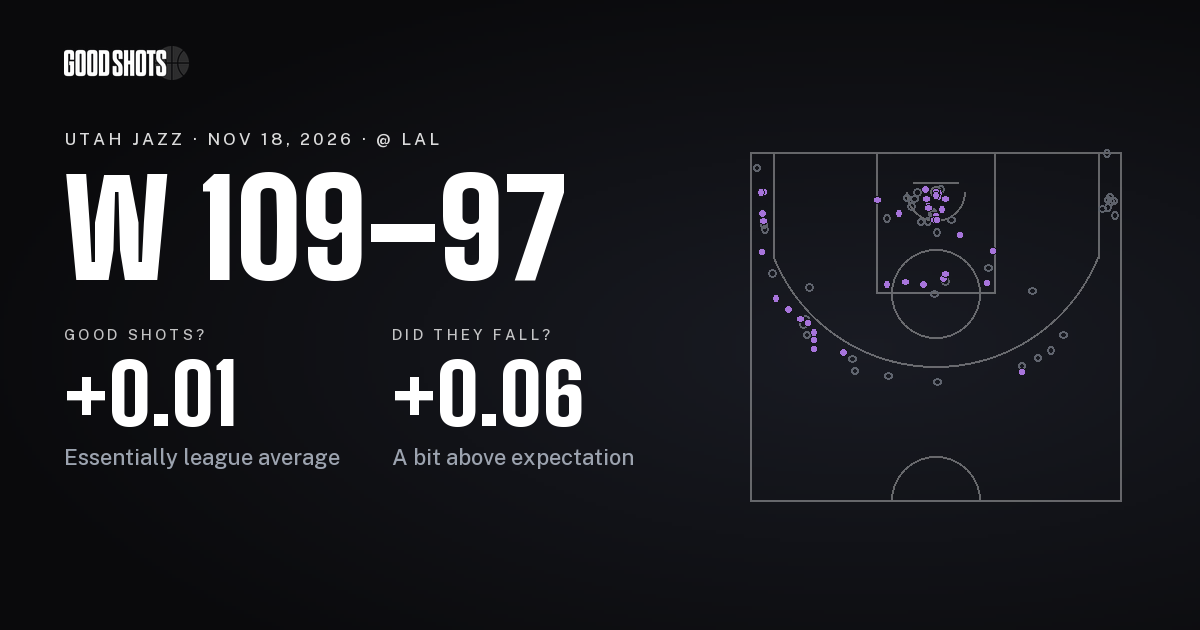 GOOD SHOTS
UTAH JAZZ · NOV 18, 2026 · @ LAL
W 109–97
GOOD SHOTS?
+0.01
Essentially league average
DID THEY FALL?
+0.06
A bit above expectation